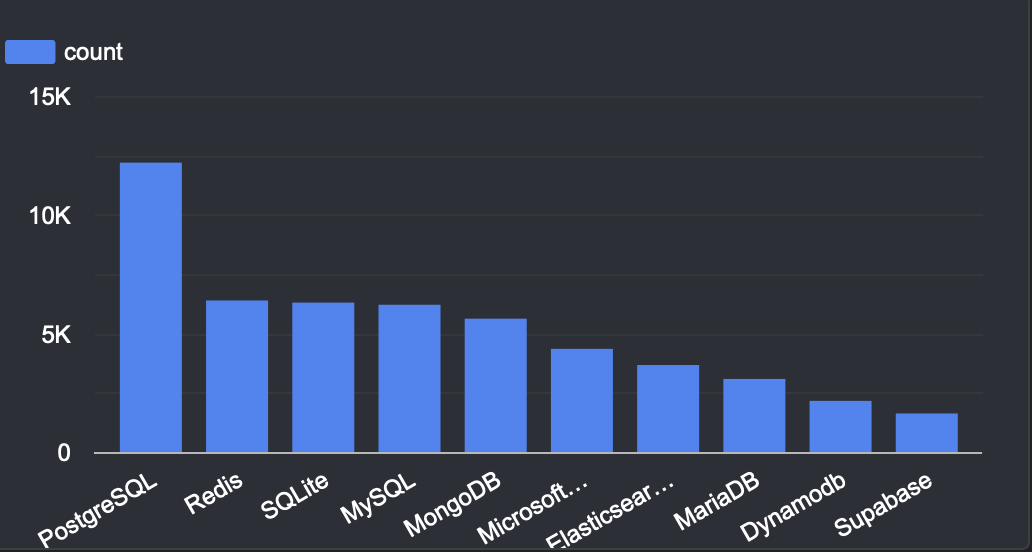 count
15K
10K
5K
0
PostgreSQL
Redis
SQLite
MySQL
MongoDB
Microsoft...
Elasticsear...
MariaDB
Dynamodb
Supabase